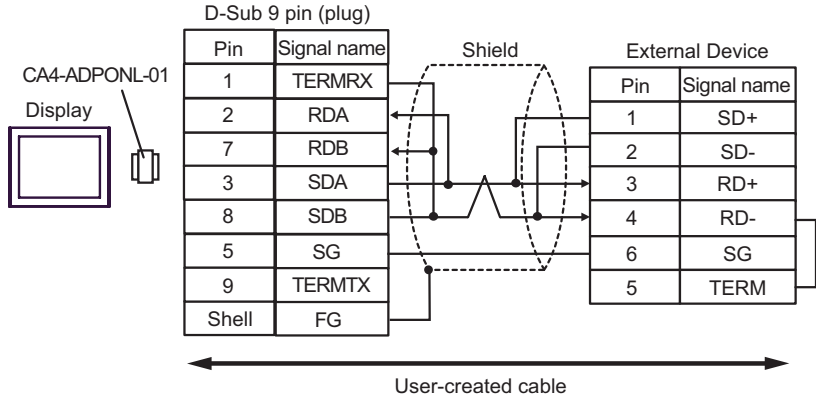 D-Sub 9 pin (plug)
Pin Signal name
1 TERMRX
2 RDA
7 RDB
3 SDA
8 SDB
5 SG
9 TERMTX
Shell FG
CA4-ADPONL-01
Display
Shield
External Device
Pin Signal name
1 SD+
2 SD-
3 RD+
4 RD-
6 SG
5 TERM
User-created cable